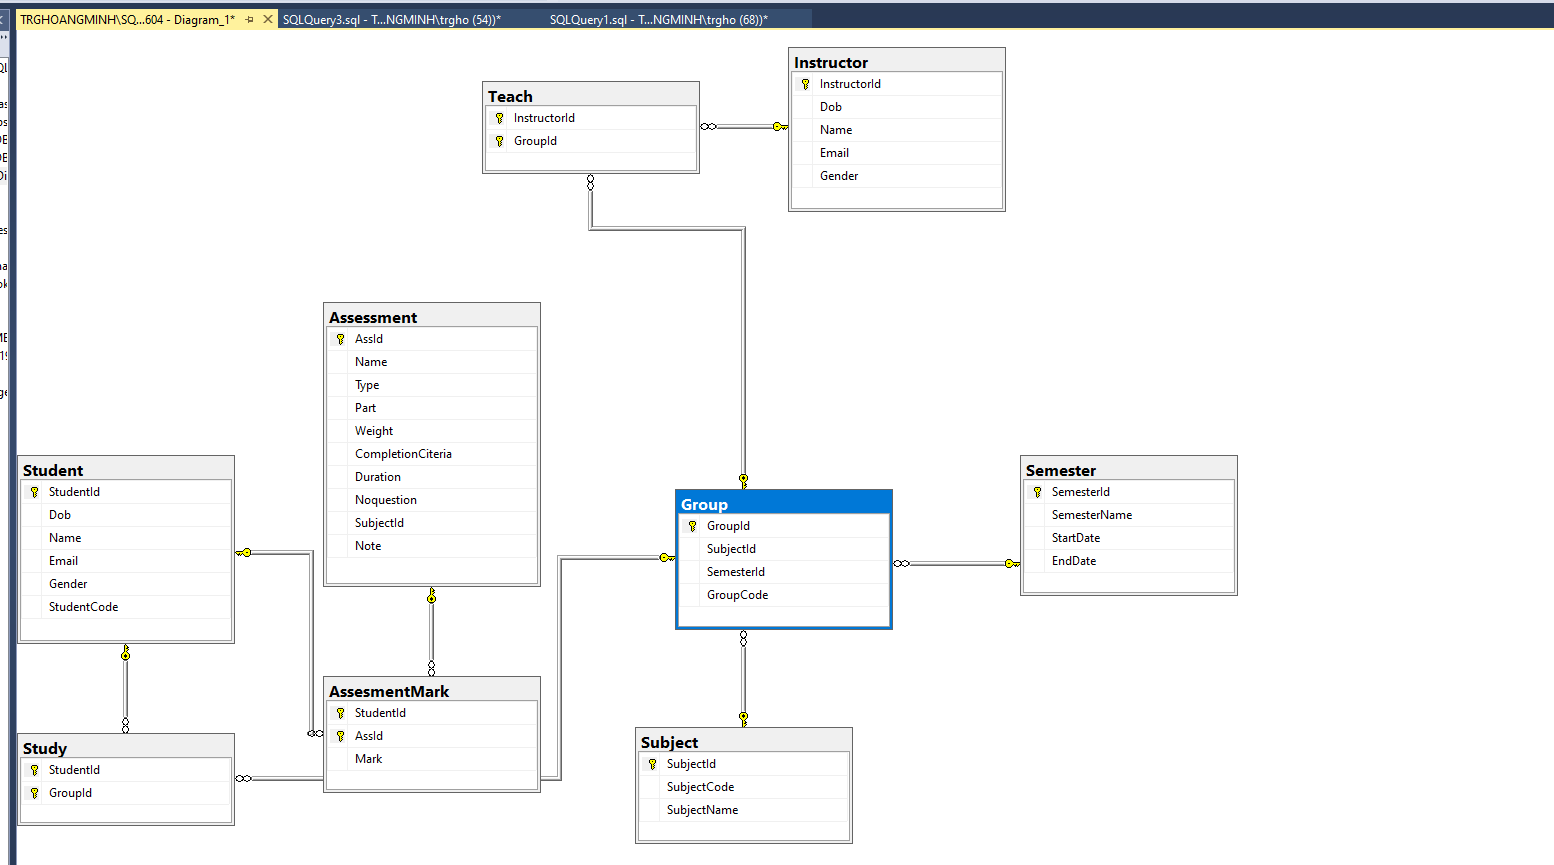 TRGHOANGMINH\SQ...604 - Diagram_1*
SQLQuery3.sql - T...NGMINH\trgho (54))*
SQLQuery1.sql - T...NGMINH\trgho (68))*
Instructor
InstructorId
Dob
Name
Email
Gender
Teach
InstructorId
GroupId
Assessment
AssId
Name
Type
Part
Weight
CompletionCiteria
Duration
Noquestion
SubjectId
Note
Student
StudentId
Dob
Name
Email
Gender
StudentCode
Group
GroupId
SubjectId
SemesterId
GroupCode
Semester
SemesterId
SemesterName
StartDate
EndDate
AssesmentMark
StudentId
AssId
Mark
Study
StudentId
GroupId
Subject
SubjectId
SubjectCode
SubjectName